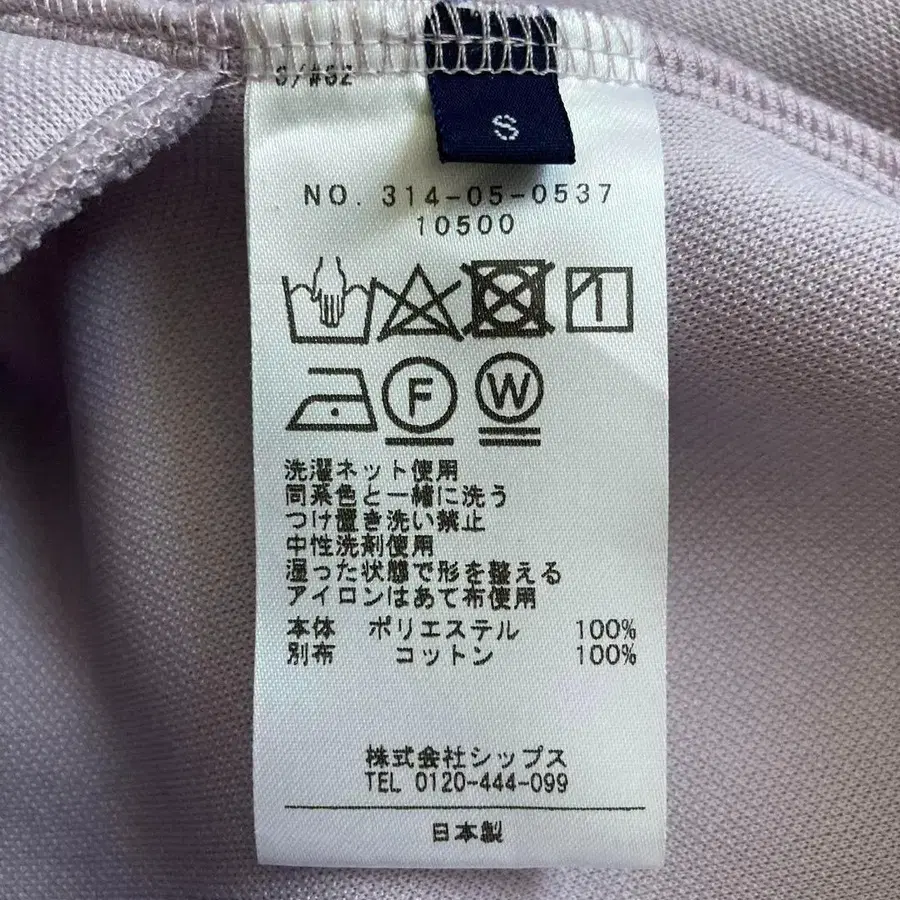 S
NO. 314-05-0537
10500
F
W
洗濯ネット使用
同系色と一緒に洗う
つけ置き洗い禁止
中性洗剤使用
湿った状態で形を整える
アイロンはあて布使用
本体 ポリエステル 100%
別布 コットン 100%
株式会社シップス
TEL 0120-444-099
日本製